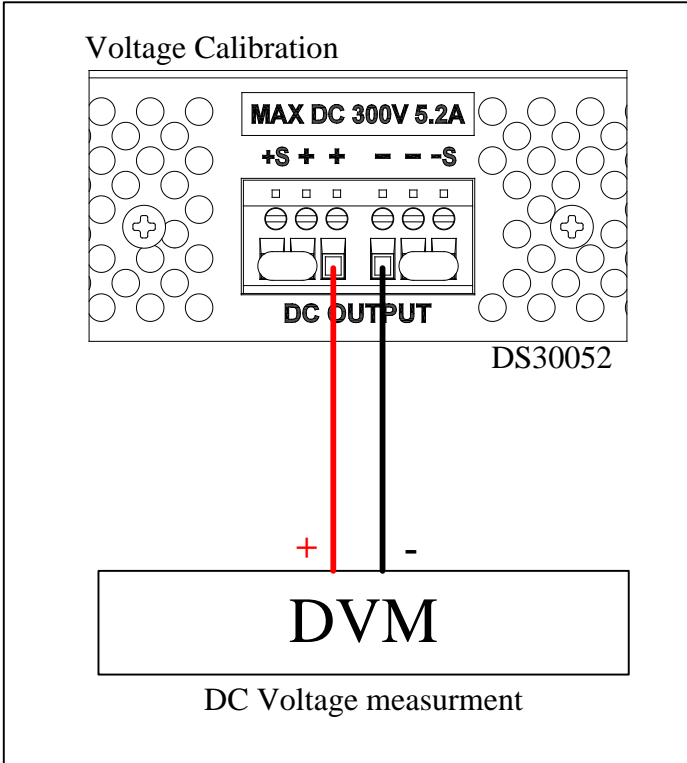 Voltage Calibration
MAX DC 300V 5.2A
+S + + - - -S
DC OUTPUT
DS30052
+ -
DVM
DC Voltage measurment